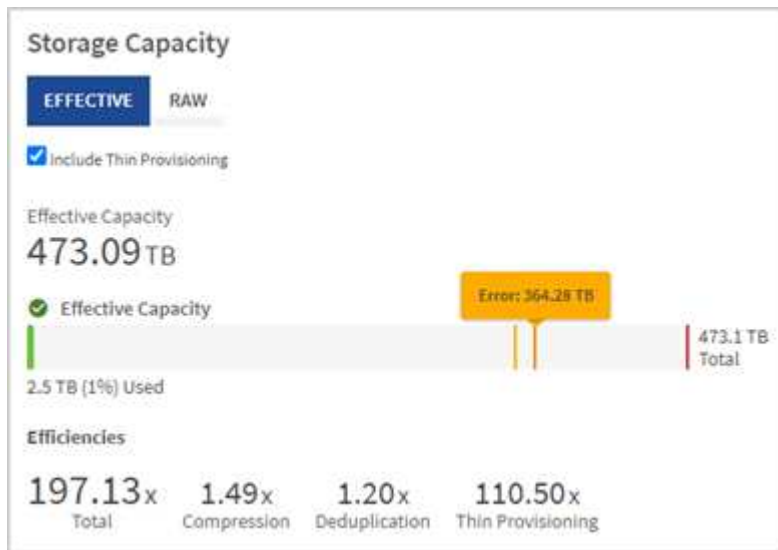 Storage Capacity
EFFECTIVE RAW
Include Thin Provisioning
Effective Capacity
473.09 TB
Error: 364.28 TB
Effective Capacity
473.1 TB
Total
2.5 TB (1%) Used
Efficiencies
197.13x 1.49x 1.20x 110.50x
Total Compression Deduplication Thin Provisioning